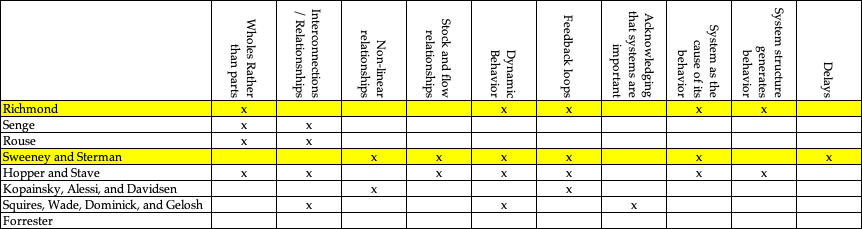 Wholes Rather
than parts
Interconnections
/ Relationsnhips
Non-linear
relationships
Stock and flow
relationships
Dynamic
Behavior
Feedback loops
Acknowledging
that systems are
important
System as the
cause of its
behavior
System structure
generates
behavior
Delays
Richmond x x x x x
Senge x x
Rouse x x
Sweeney and Sterman x x x x x x
Hopper and Stave x x x x x x x
Kopainsky, Alessi, and Davidsen x x
Squires, Wade, Dominick, and Gelosh x x x
Forrester